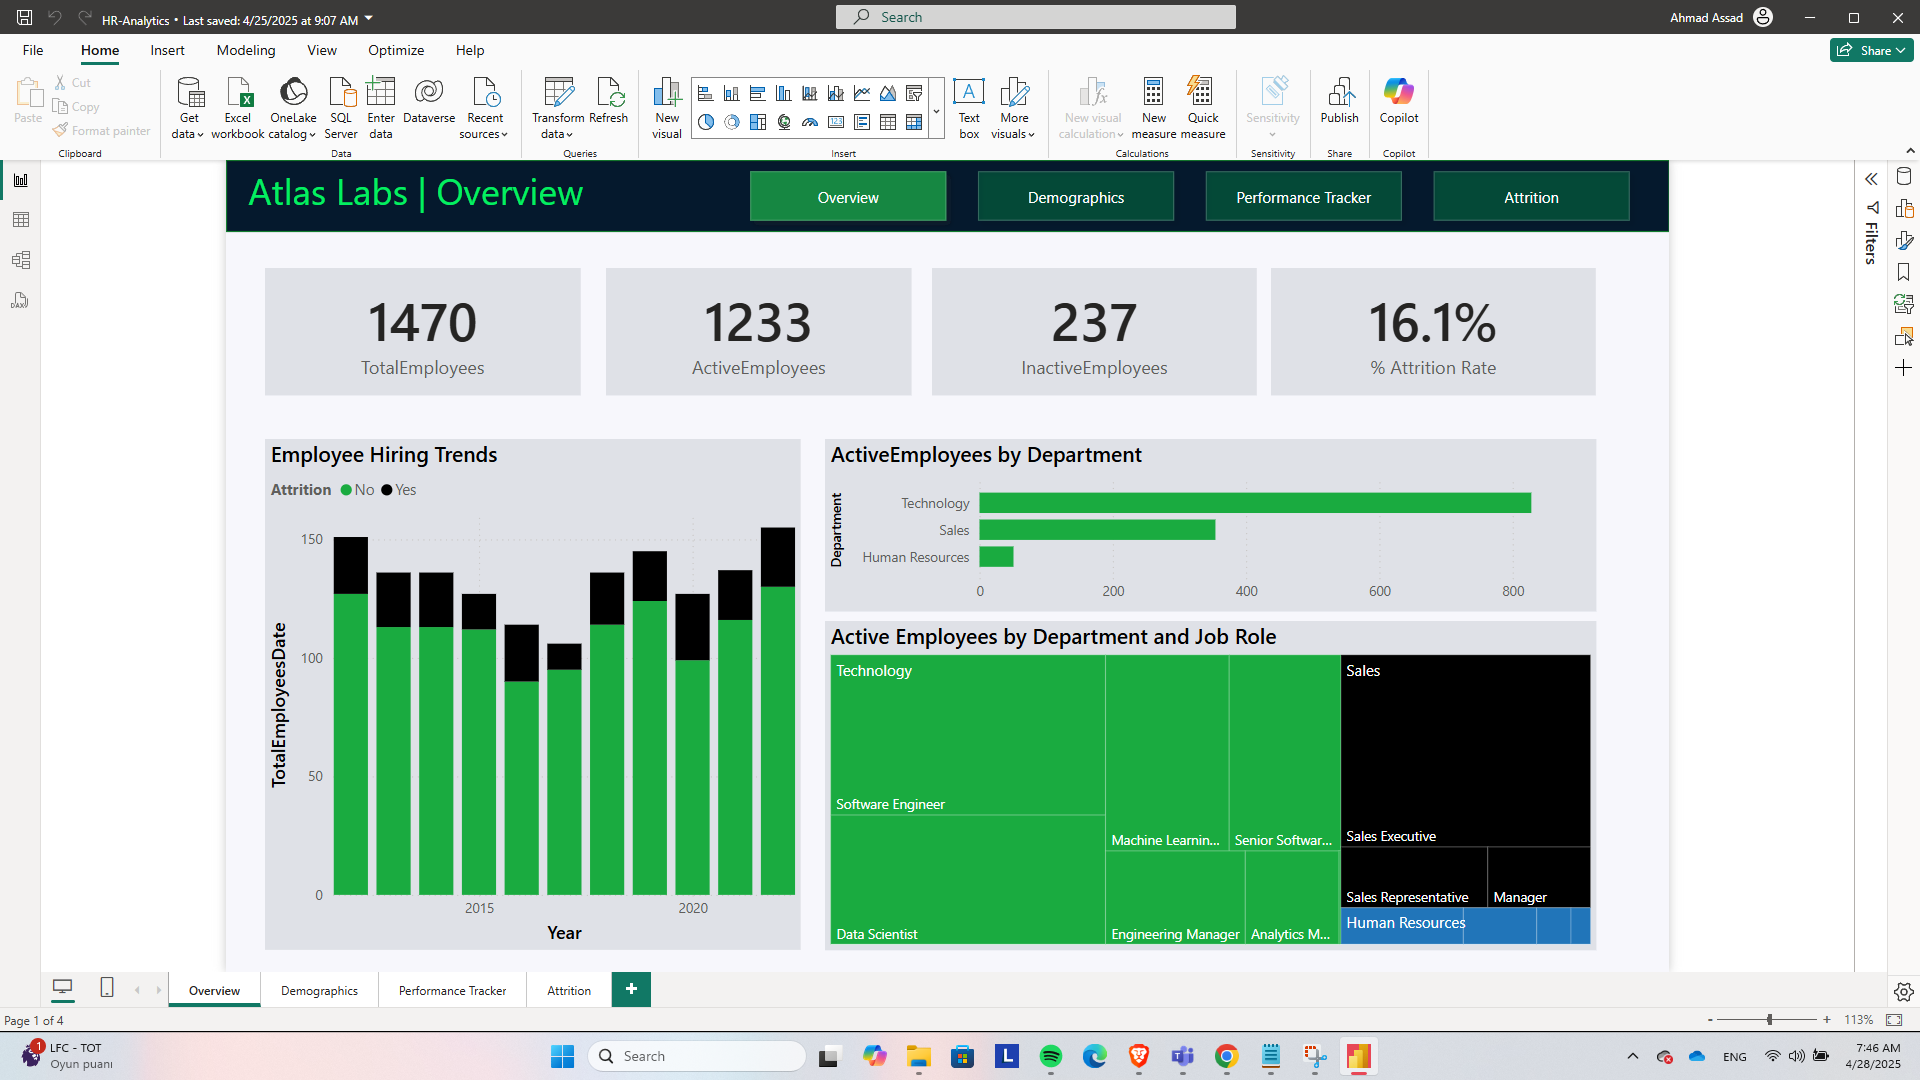 HR-Analytics • Last saved: 4/25/2025 at 9:07 AM
Search
Ahmad Assad
File
Home
Insert
Modeling
View
Optimize
Help
Share
Paste
Cut
Copy
Format painter
Clipboard
Get data
Excel workbook
OneLake catalog
SQL Server
Enter data
Dataverse
Recent sources
Data
Transform data
Refresh
Queries
New visual
Text box
More visuals
Insert
New visual calculation
New measure
Quick measure
Calculations
Sensitivity
Sensitivity
Publish
Share
Copilot
Copilot
Atlas Labs | Overview
Overview
Demographics
Performance Tracker
Attrition
Filters
1470
TotalEmployees
1233
ActiveEmployees
237
InactiveEmployees
16.1%
% Attrition Rate
Employee Hiring Trends
Attrition No Yes
TotalEmployeesDate
150
100
50
0
2015
2020
Year
ActiveEmployees by Department
Department
Technology
Sales
Human Resources
0
200
400
600
800
Active Employees by Department and Job Role
Technology
Software Engineer
Data Scientist
Machine Learnin...
Senior Softwar...
Engineering Manager
Analytics M...
Sales
Sales Executive
Sales Representative
Manager
Human Resources
Overview
Demographics
Performance Tracker
Attrition
+
Page 1 of 4
- + 113%
1
LFC - TOT
Oyun puanı
Search
L
ENG
7:46 AM
4/28/2025